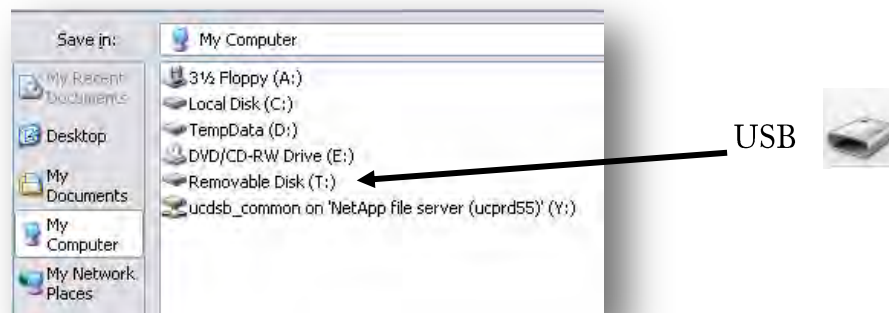 Save in:
My Computer
My Recent
Documents
Desktop
My
Documents
My
Computer
My Network
Places
3½ Floppy (A:)
Local Disk (C:)
TempData (D:)
DVD/CD-RW Drive (E:)
Removable Disk (T:)
ucdsb_common on 'NetApp file server (ucprd55)' (Y:)
USB